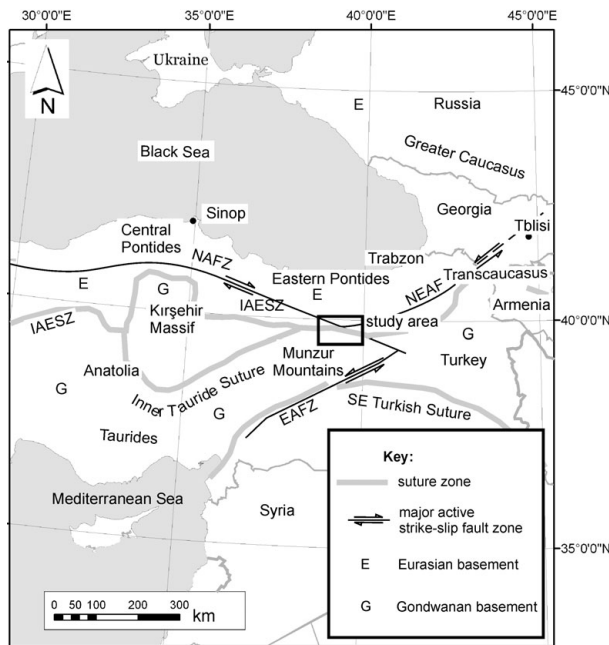 30°0'0"E
35°0'0"E
40°0'0"E
45°0'0"E
N
Ukraine
E
Russia
45°0'0"N
Greater Caucasus
Black Sea
Georgia
Sinop
Tblisi
Central
Pontides
Trabzon
NAFZ
Eastern Pontides
NEAF
Transcaucasus
E
G
E
IAESZ
Armenia
Kırşehir
Massif
IAESZ
study area
G
40°0'0"N
Munzur
Mountains
Turkey
Anatolia
G
Inner Tauride Suture
G
EAFZ
SE Turkish Suture
Taurides
Key:
suture zone
Mediterranean Sea
Syria
major active
strike-slip fault zone
35°0'0"N
E Eurasian basement
G Gondwanan basement
0 50 100 200 300
km